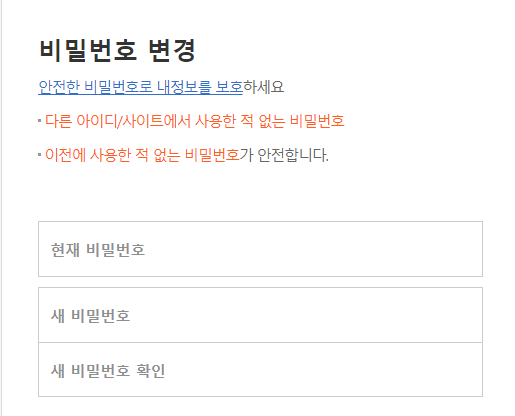 비밀번호 변경
안전한 비밀번호로 내정보를 보호하세요
다른 아이디/사이트에서 사용한 적 없는 비밀번호
이전에 사용한 적 없는 비밀번호가 안전합니다.
현재 비밀번호
새 비밀번호
새 비밀번호 확인